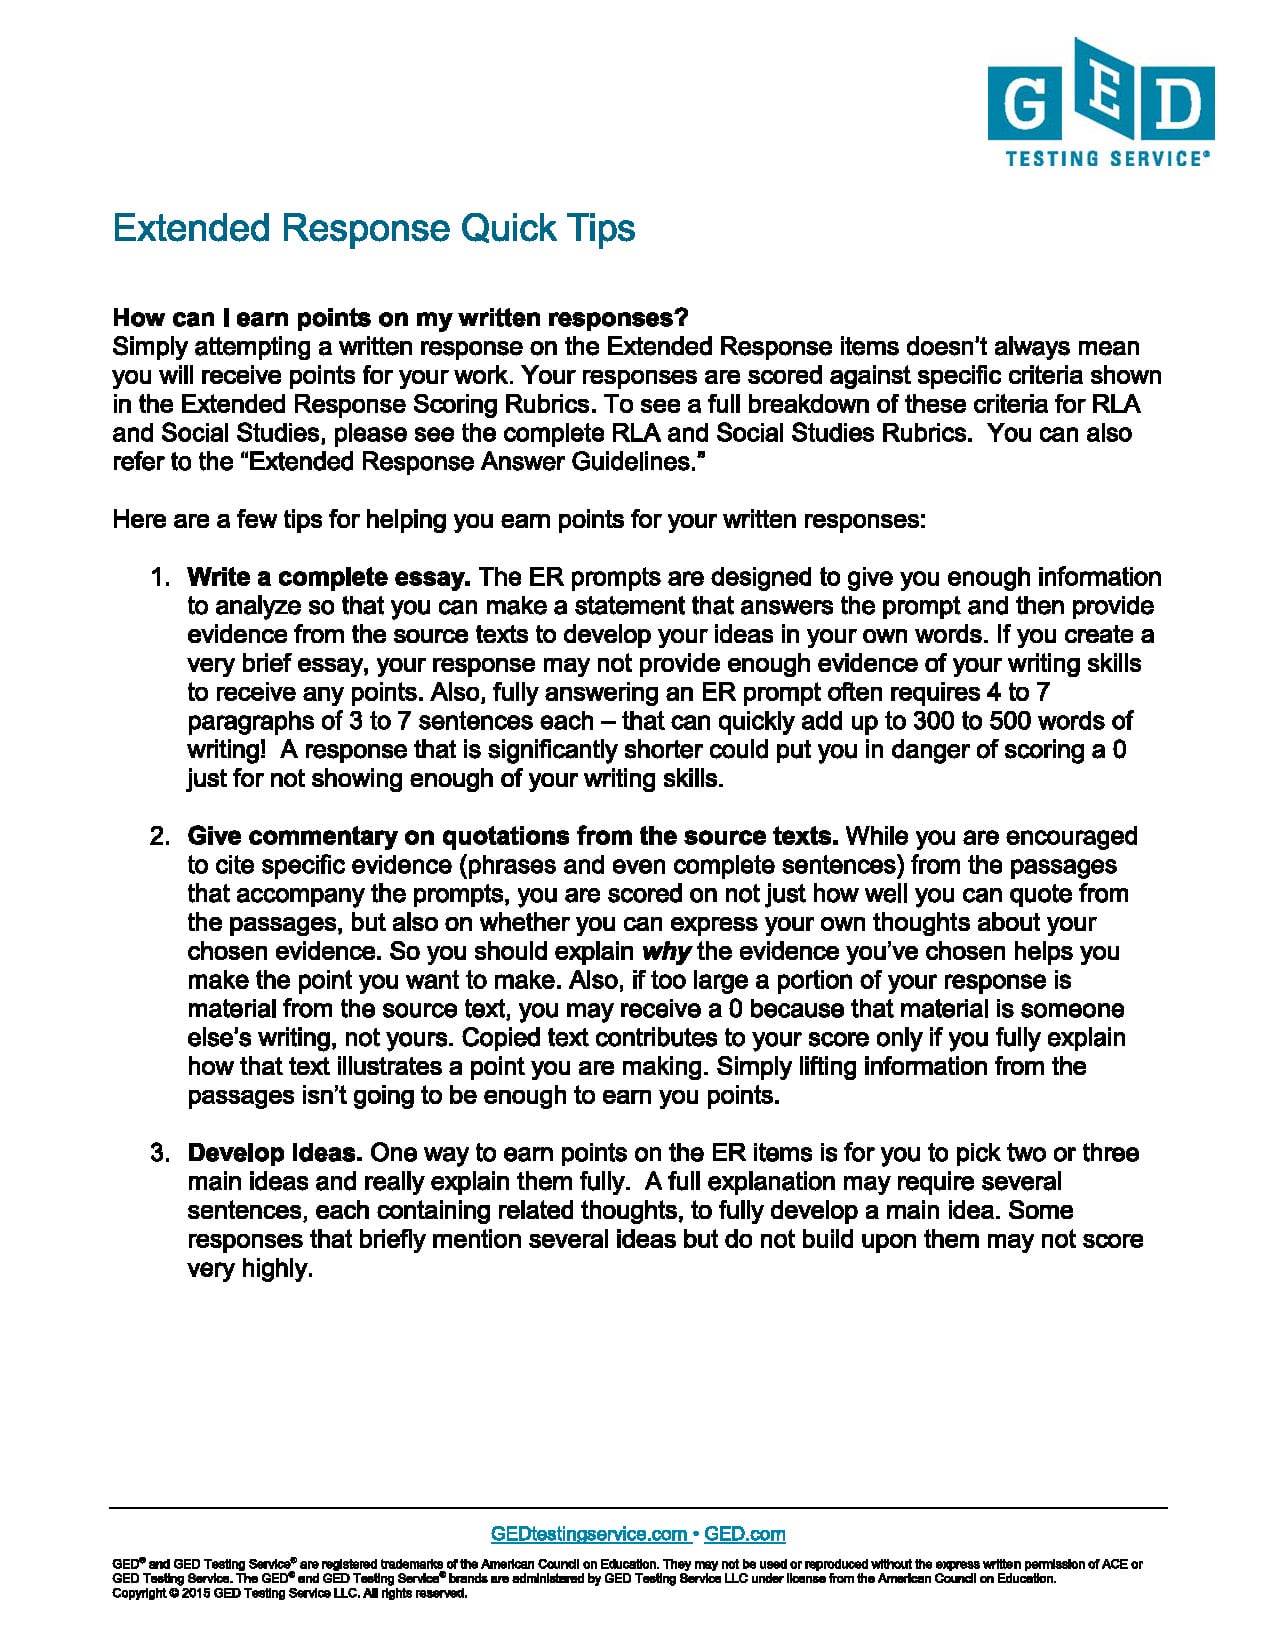 GED
TESTING SERVICE®
Extended Response Quick Tips
How can I earn points on my written responses?
Simply attempting a written response on the Extended Response items doesn’t always mean
you will receive points for your work. Your responses are scored against specific criteria shown
in the Extended Response Scoring Rubrics. To see a full breakdown of these criteria for RLA
and Social Studies, please see the complete RLA and Social Studies Rubrics.  You can also
refer to the “Extended Response Answer Guidelines.”
Here are a few tips for helping you earn points for your written responses:
1. Write a complete essay. The ER prompts are designed to give you enough information
to analyze so that you can make a statement that answers the prompt and then provide
evidence from the source texts to develop your ideas in your own words. If you create a
very brief essay, your response may not provide enough evidence of your writing skills
to receive any points. Also, fully answering an ER prompt often requires 4 to 7
paragraphs of 3 to 7 sentences each – that can quickly add up to 300 to 500 words of
writing!  A response that is significantly shorter could put you in danger of scoring a 0
just for not showing enough of your writing skills.
2. Give commentary on quotations from the source texts. While you are encouraged
to cite specific evidence (phrases and even complete sentences) from the passages
that accompany the prompts, you are scored on not just how well you can quote from
the passages, but also on whether you can express your own thoughts about your
chosen evidence. So you should explain why the evidence you’ve chosen helps you
make the point you want to make. Also, if too large a portion of your response is
material from the source text, you may receive a 0 because that material is someone
else’s writing, not yours. Copied text contributes to your score only if you fully explain
how that text illustrates a point you are making. Simply lifting information from the
passages isn’t going to be enough to earn you points.
3. Develop Ideas. One way to earn points on the ER items is for you to pick two or three
main ideas and really explain them fully.  A full explanation may require several
sentences, each containing related thoughts, to fully develop a main idea. Some
responses that briefly mention several ideas but do not build upon them may not score
very highly.
GEDtestingservice.com • GED.com
GED® and GED Testing Service® are registered trademarks of the American Council on Education. They may not be used or reproduced without the express written permission of ACE or
GED Testing Service. The GED® and GED Testing Service® brands are administered by GED Testing Service LLC under license from the American Council on Education.
Copyright © 2015 GED Testing Service LLC. All rights reserved.